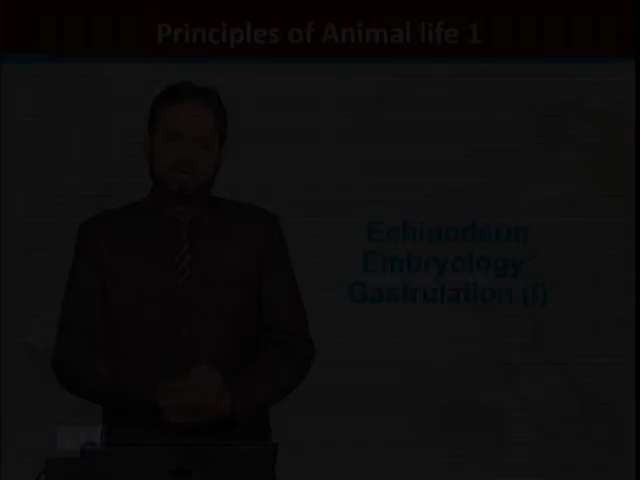 Principles of Animal life 1
Echinoderm
Embryology
Gastrulation (I)